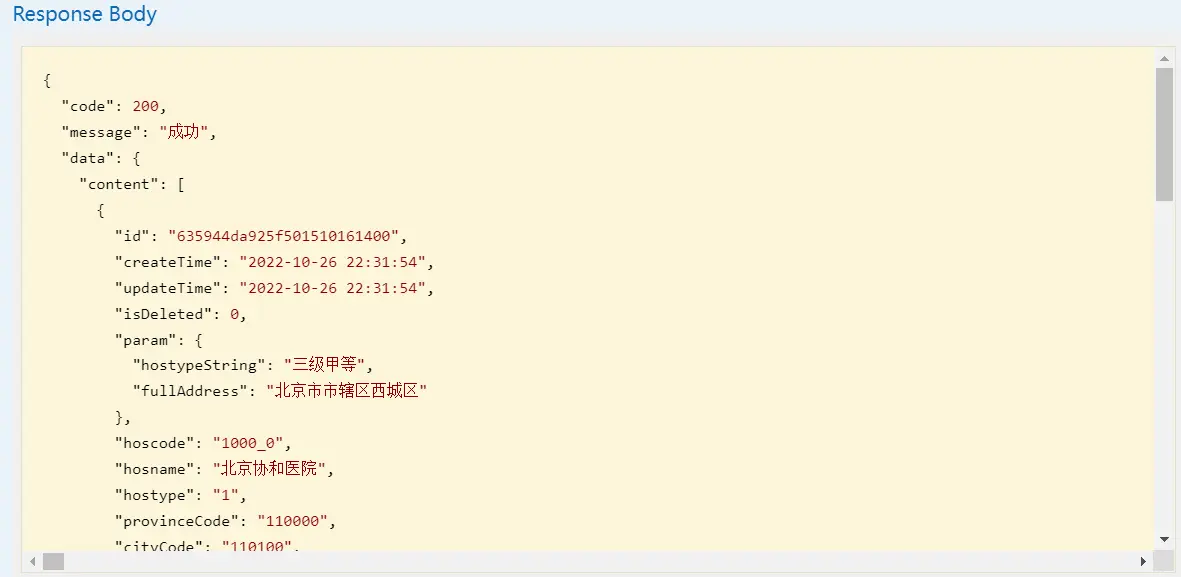 Response Body
{
"code": 200,
"message": "成功",
"data": {
"content": [
{
"id": "635944da925f501510161400",
"createTime": "2022-10-26 22:31:54",
"updateTime": "2022-10-26 22:31:54",
"isDeleted": 0,
"param": {
"hostypeString": "三级甲等",
"fullAddress": "北京市市辖区西城区"
},
"hoscode": "1000_0",
"hosname": "北京协和医院",
"hostype": "1",
"provinceCode": "110000",
"cityCode": "110100",